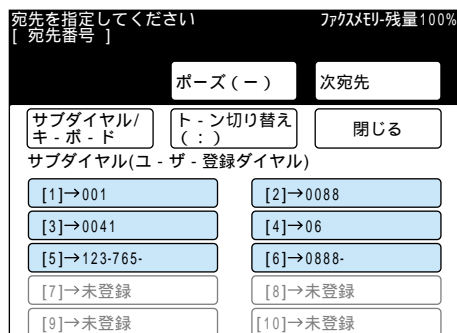 宛先を指定してください ﾌｧｸｽﾒﾓﾘｰ残量100%
[ 宛先番号 ]
ポーズ(ー) 次宛先
サブダイヤル/ ト-ン切り替え 閉じる
キ-ボ-ド (:)
サブダイヤル(ユ-ザ-登録ダイヤル)
[1]→001 [2]→0088
[3]→0041 [4]→06
[5]→123-765- [6]→0888-
[7]→未登録 [8]→未登録
[9]→未登録 [10]→未登録